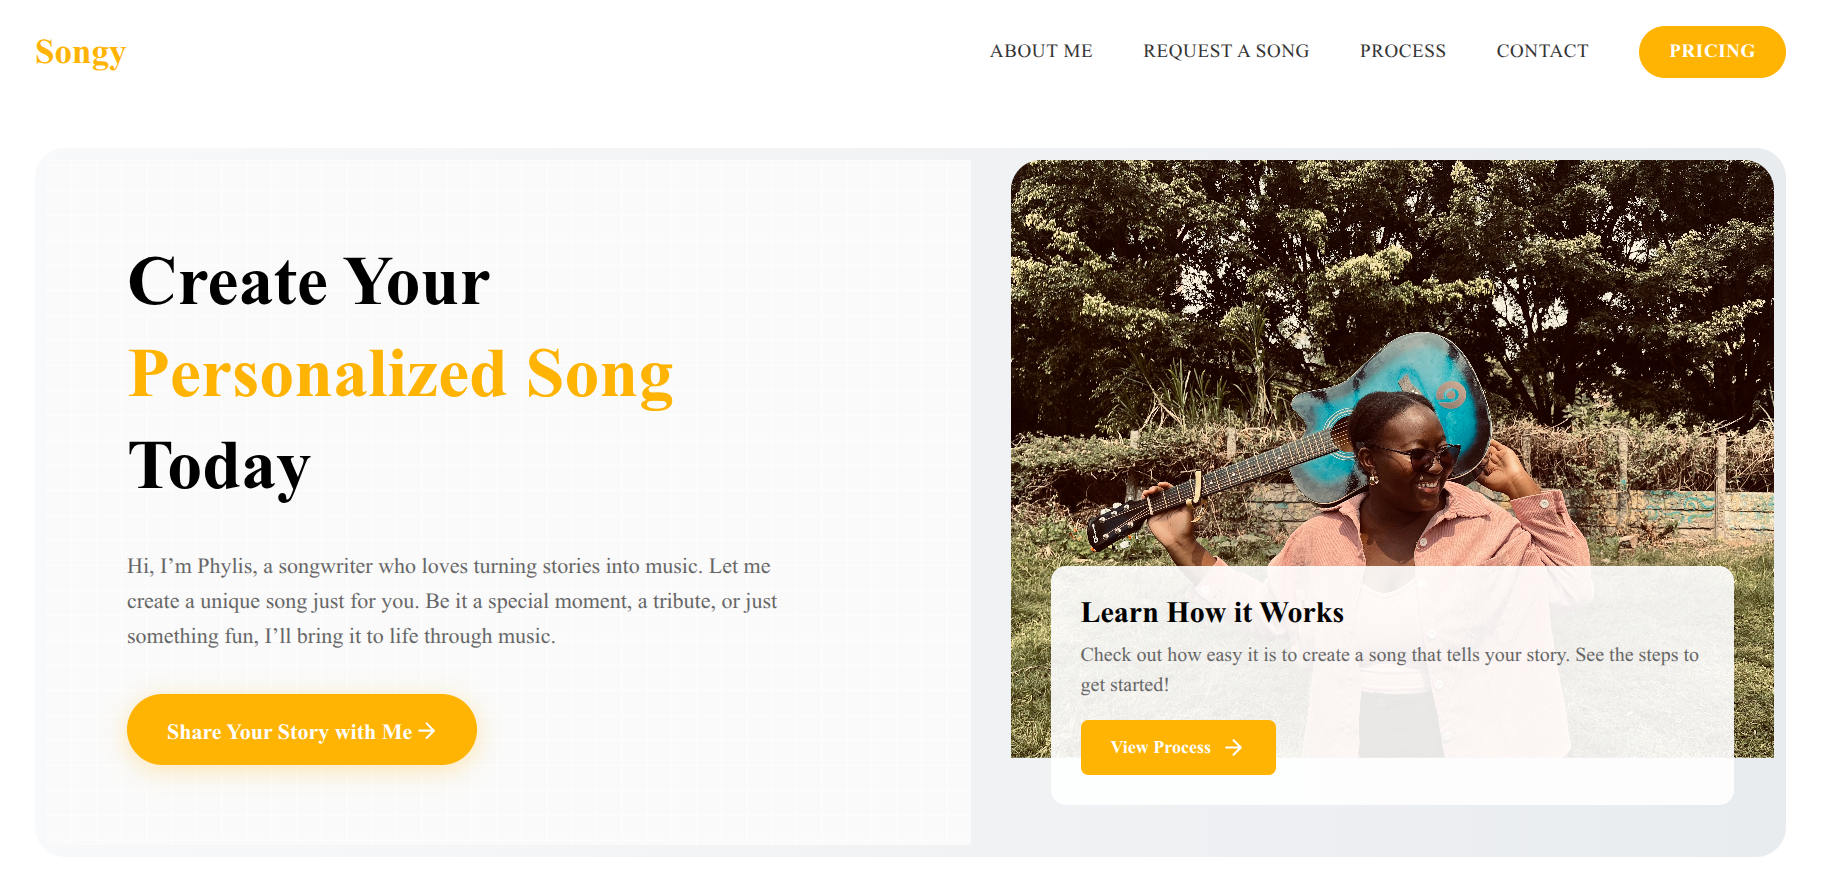 Songy
ABOUT ME
REQUEST A SONG
PROCESS
CONTACT
PRICING
Create Your
Personalized Song
Today
Hi, I’m Phylis, a songwriter who loves turning stories into music. Let me
create a unique song just for you. Be it a special moment, a tribute, or just
something fun, I’ll bring it to life through music.
Share Your Story with Me →
Learn How it Works
Check out how easy it is to create a song that tells your story. See the steps to
get started!
View Process →